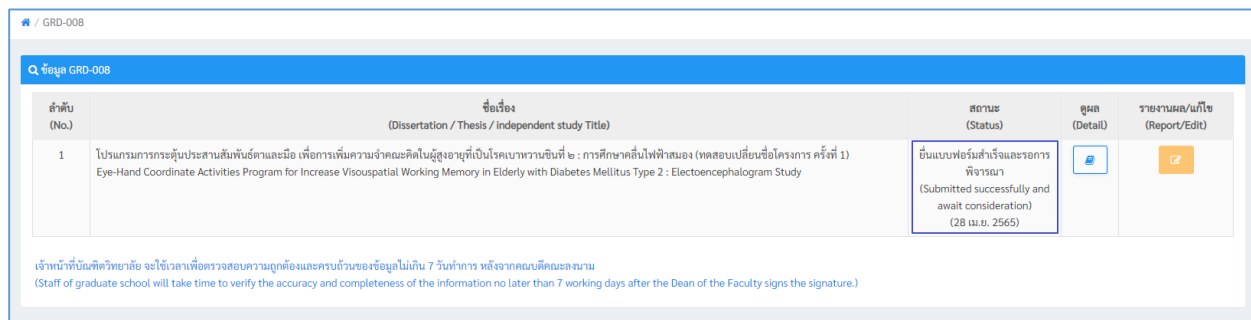 / GRD-008
ข้อมูล GRD-008
ลำดับ
(No.)
ชื่อเรื่อง
(Dissertation / Thesis / independent study Title)
สถานะ
(Status)
ดูผล
(Detail)
รายงานผล/แก้ไข
(Report/Edit)
1
โปรแกรมการกระตุ้นประสานสัมพันธ์ตาและมือ เพื่อการเพิ่มความจำขณะคิดในผู้สูงอายุที่เป็นโรคเบาหวานชินที่ ๒ : การศึกษาคลื่นไฟฟ้าสมอง (ทดสอบเปลี่ยนชื่อโครงการ ครั้งที่ 1)
Eye-Hand Coordinate Activities Program for Increase Visouspatial Working Memory in Elderly with Diabetes Mellitus Type 2 : Electoencephalogram Study
ยื่นแบบฟอร์มสำเร็จและรอการ
พิจารณา
(Submitted successfully and
await consideration)
(28 เม.ย. 2565)
เจ้าหน้าที่บัณฑิตวิทยาลัย จะใช้เวลาเพื่อตรวจสอบความถูกต้องและครบถ้วนของข้อมูลไม่เกิน 7 วันทำการ หลังจากคณบดีคณะลงนาม
(Staff of graduate school will take time to verify the accuracy and completeness of the information no later than 7 working days after the Dean of the Faculty signs the signature.)